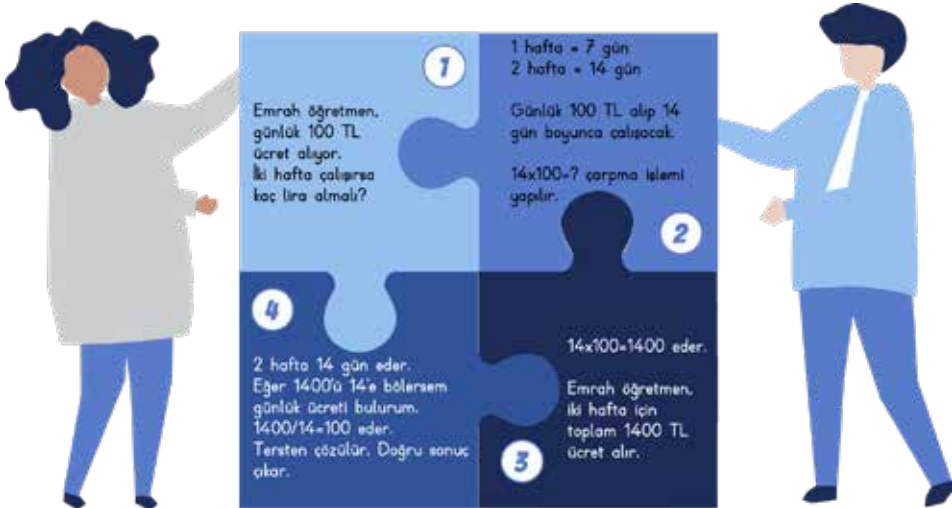 1
Emrah öğretmen,
günlük 100 TL
ücret alıyor.
İki hafta çalışırsa
kaç lira almalı?
1 hafta = 7 gün
2 hafta = 14 gün
Günlük 100 TL alıp 14
gün boyunca çalışacak.
14x100=? çarpma işlemi
yapılır.
2
14x100=1400 eder.
Emrah öğretmen,
iki hafta için
toplam 1400 TL
ücret alır.
3
4
2 hafta 14 gün eder.
Eğer 1400'ü 14'e bölersem
günlük ücreti bulurum.
1400/14=100 eder.
Tersten çözülür. Doğru sonuç
çıkar.